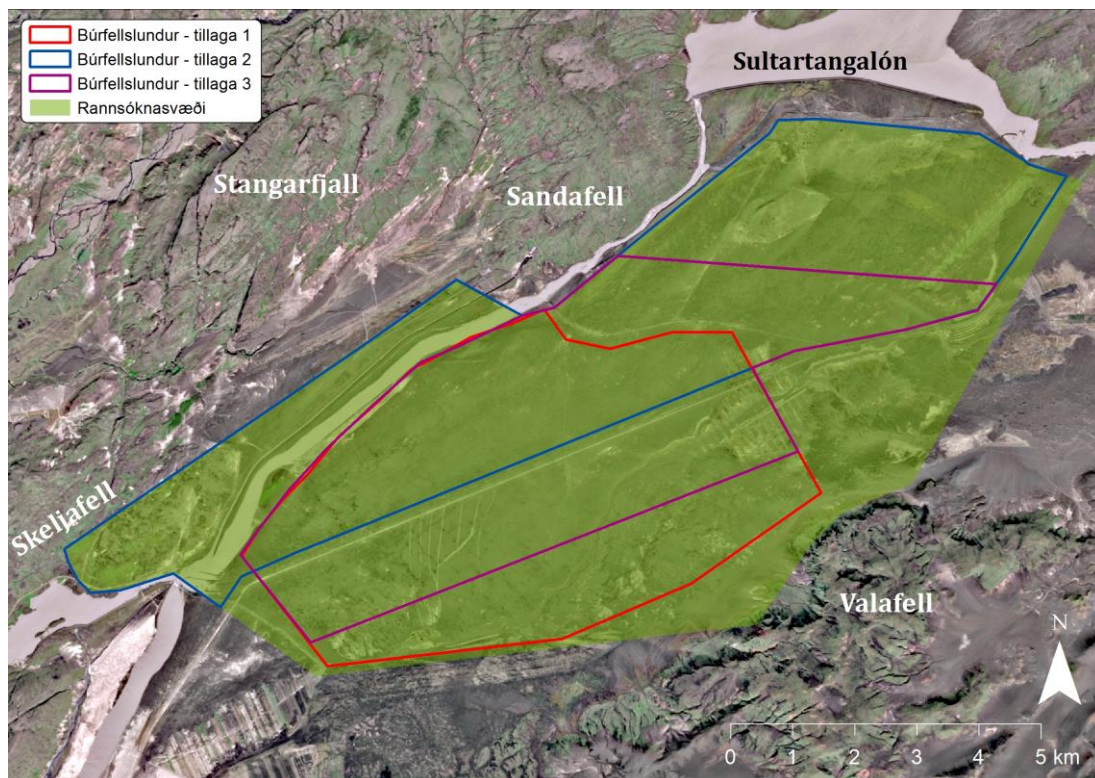 Búrfellslundur - tillaga 1
Búrfellslundur - tillaga 2
Búrfellslundur - tillaga 3
Rannsóknasvæði
Sultartangalón
Stangarfjall
Sandafell
Skeljafell
Valafell
N
0 1 2 3 4 5 km